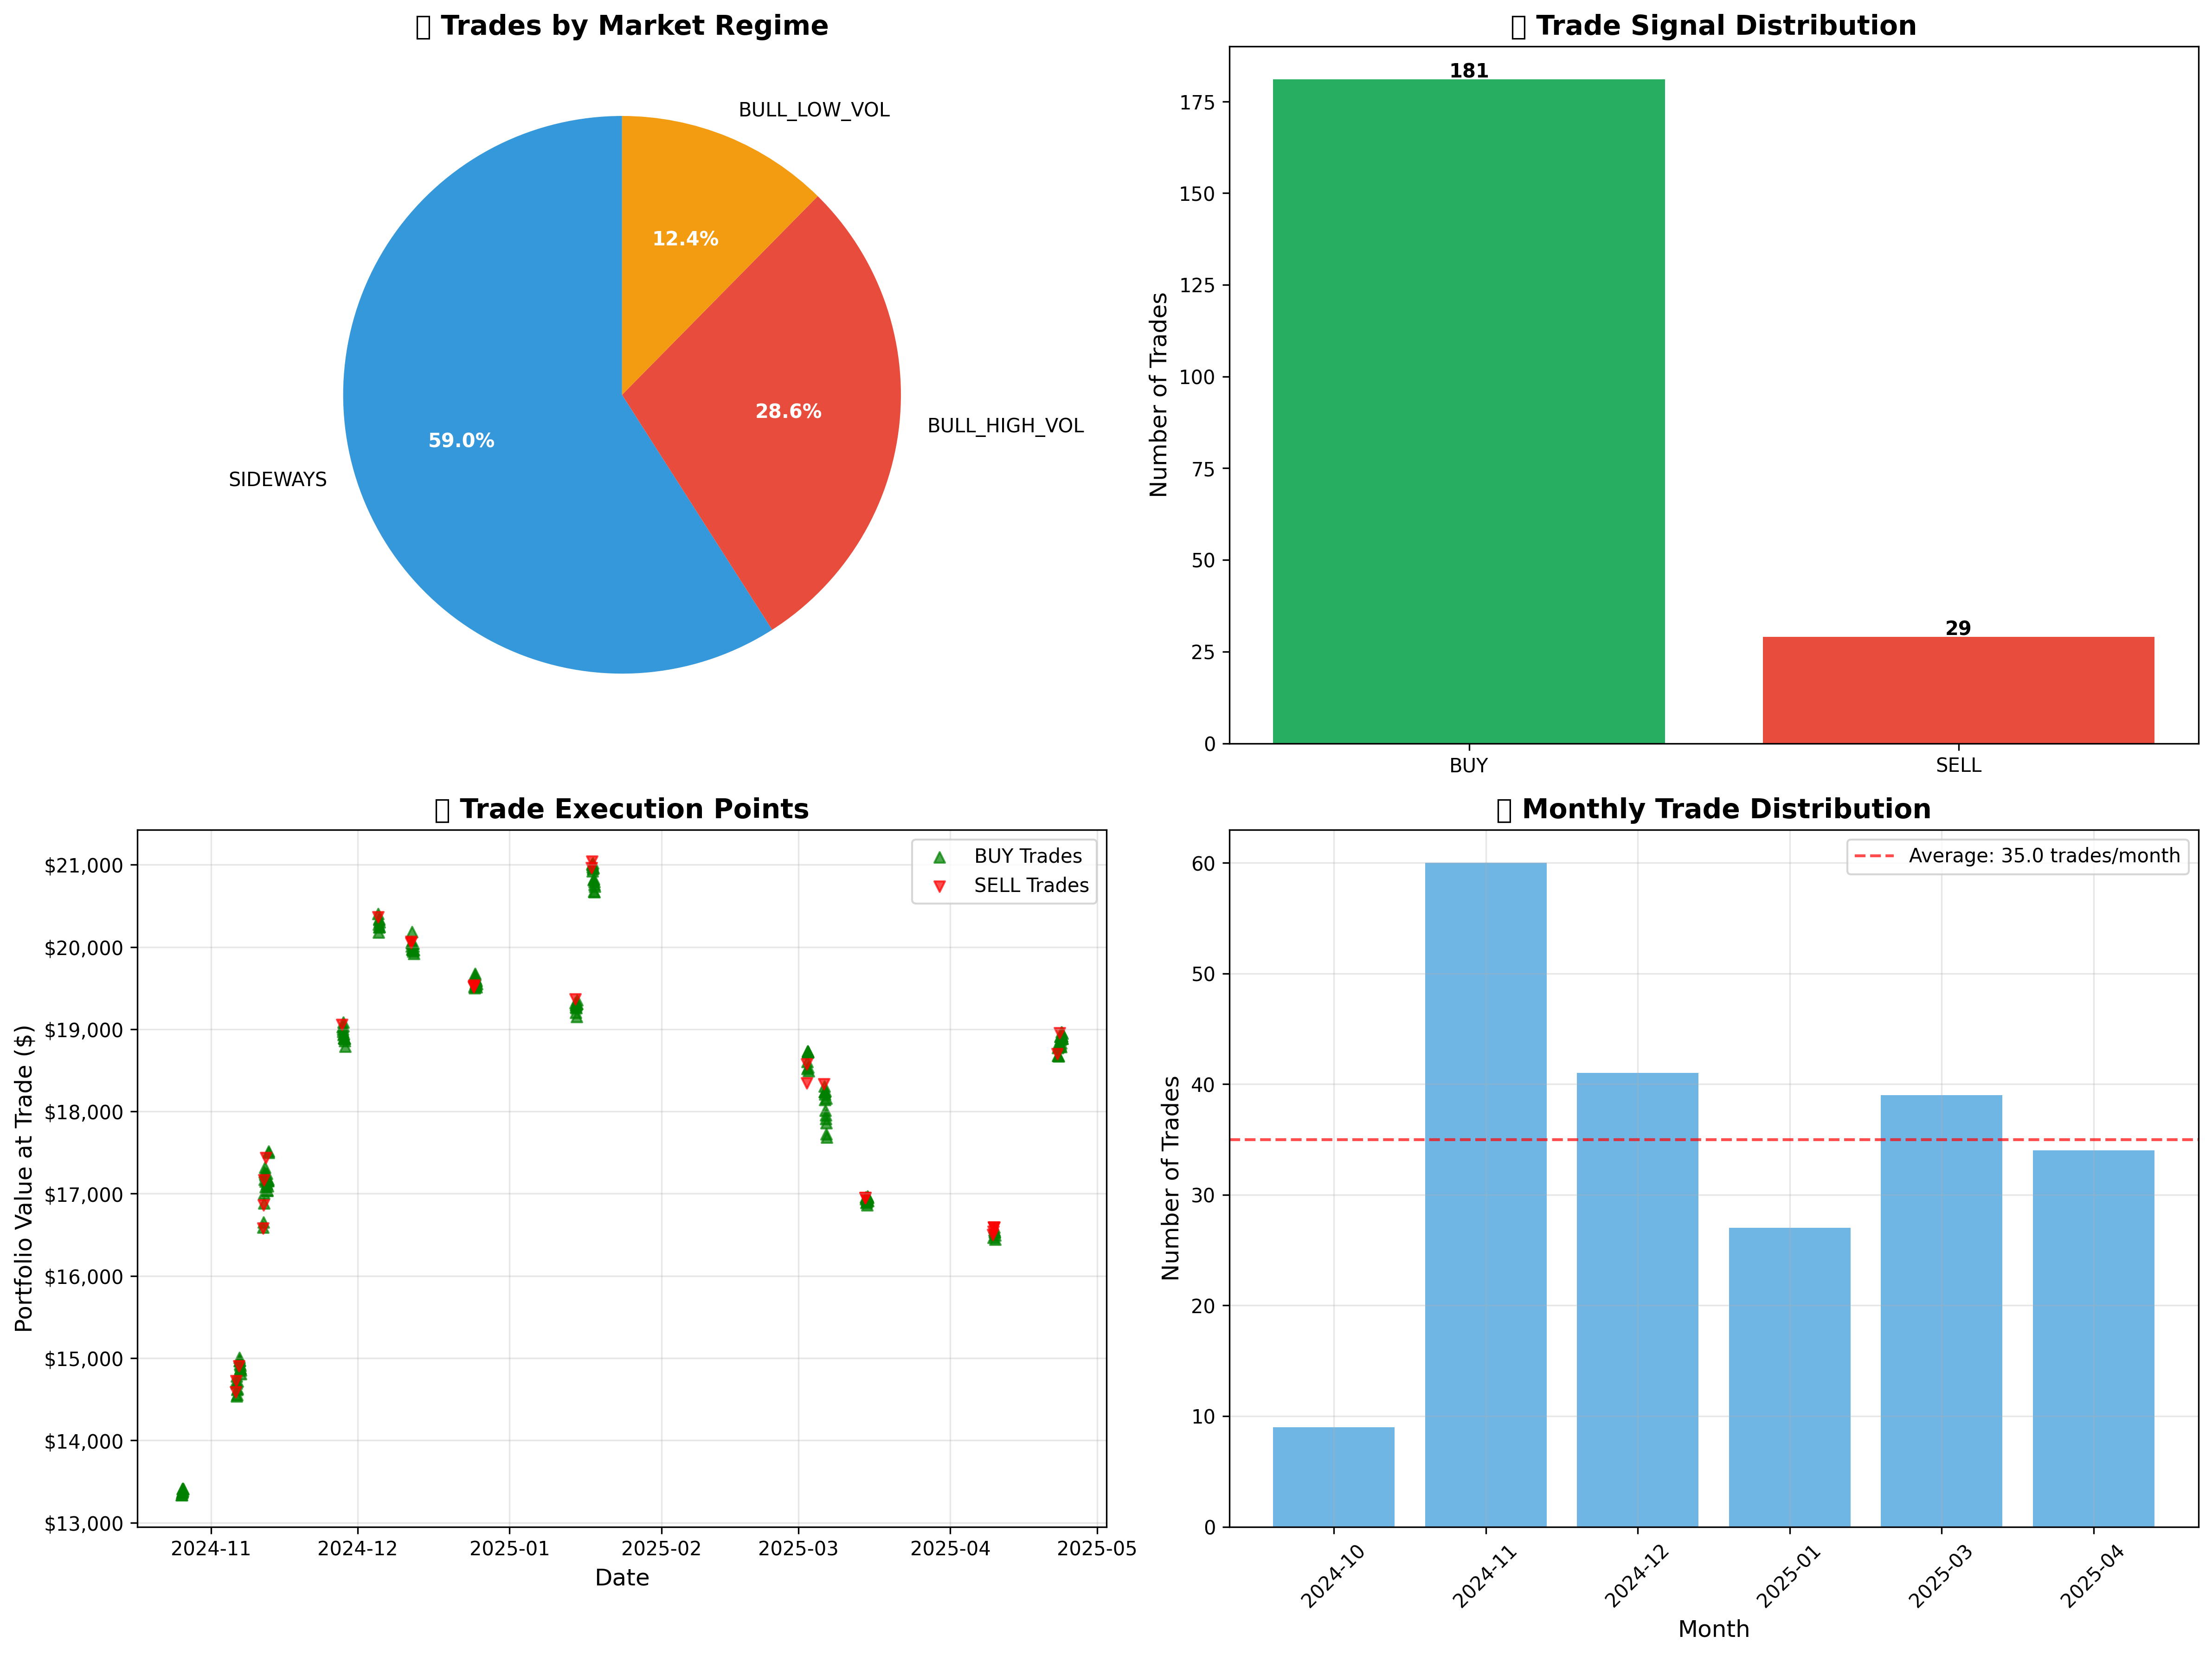 Trades by Market Regime
BULL_LOW_VOL
12.4%
28.6%
BULL_HIGH_VOL
59.0%
SIDEWAYS
Trade Signal Distribution
Number of Trades
175
150
125
100
75
50
25
0
181
29
BUY
SELL
Trade Execution Points
Portfolio Value at Trade ($)
$21,000
$20,000
$19,000
$18,000
$17,000
$16,000
$15,000
$14,000
$13,000
BUY Trades
SELL Trades
2024-11
2024-12
2025-01
2025-02
2025-03
2025-04
2025-05
Date
Monthly Trade Distribution
Number of Trades
60
50
40
30
20
10
0
Average: 35.0 trades/month
2024-10
2024-11
2024-12
2025-01
2025-03
2025-04
Month